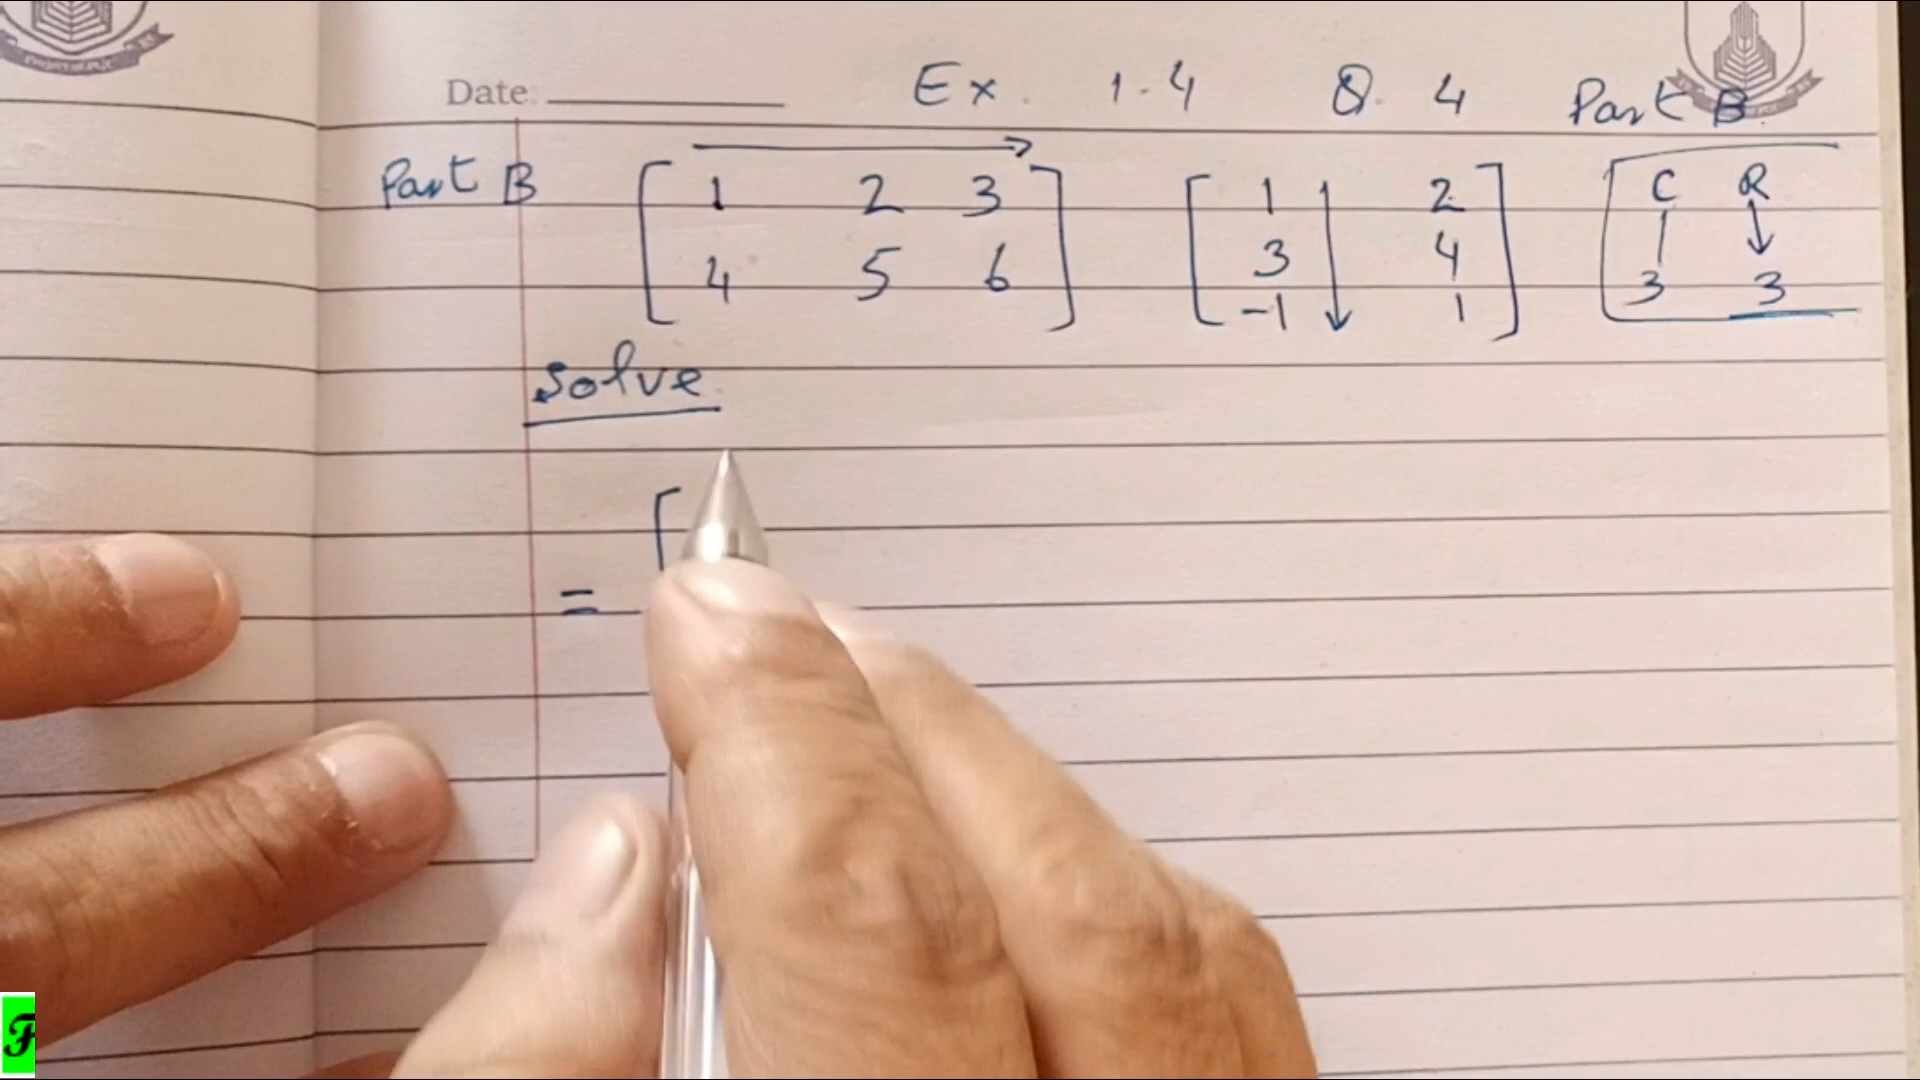 Date: Ex. 1.4 Q. 4 Part B.
Part B [ 1 2 3 ] [ 1 2 ] C R
4 5 6 3 4
-1 1 3 3
Solve
= [
F